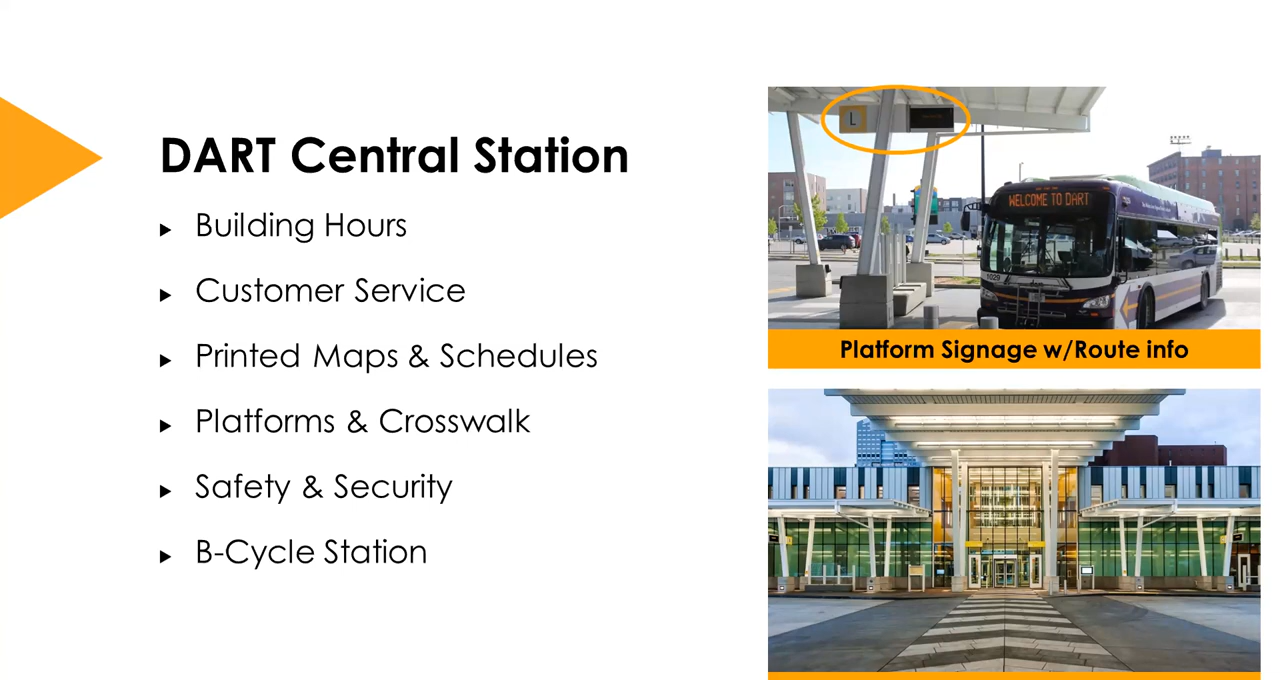 DART Central Station
Building Hours
Customer Service
Printed Maps & Schedules
Platforms & Crosswalk
Safety & Security
B-Cycle Station
L
WELCOME TO DART
Platform Signage w/Route info